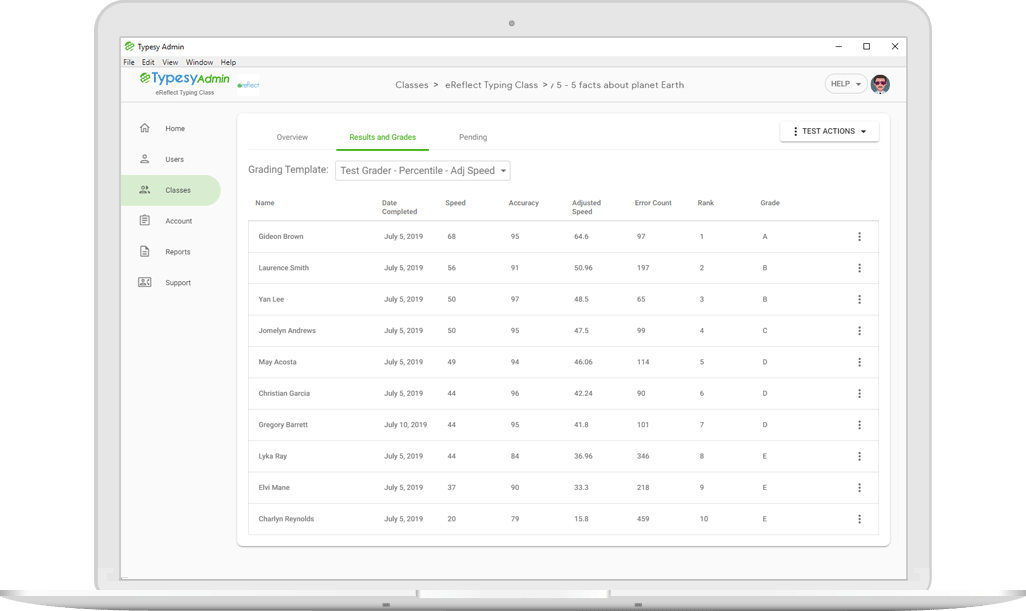 Typesy Admin
File Edit View Window Help
TypesyAdmin
eReflect Typing Class
eReflect
Classes > eReflect Typing Class > / 5 - 5 facts about planet Earth
HELP
Home
Users
Classes
Account
Reports
Support
Overview Results and Grades Pending
TEST ACTIONS
Grading Template: Test Grader - Percentile - Adj Speed
Name Date Completed Speed Accuracy Adjusted Speed Error Count Rank Grade
Gideon Brown July 5, 2019 68 95 64.6 97 1 A
Laurence Smith July 5, 2019 56 91 50.96 197 2 B
Yan Lee July 5, 2019 50 97 48.5 65 3 B
Jomelyn Andrews July 5, 2019 50 95 47.5 99 4 C
May Acosta July 5, 2019 49 94 46.06 114 5 D
Christian Garcia July 5, 2019 44 96 42.24 90 6 D
Gregory Barrett July 10, 2019 44 95 41.8 101 7 D
Lyka Ray July 5, 2019 44 84 36.96 346 8 E
Elvi Mane July 5, 2019 37 90 33.3 218 9 E
Charlyn Reynolds July 5, 2019 20 79 15.8 459 10 E